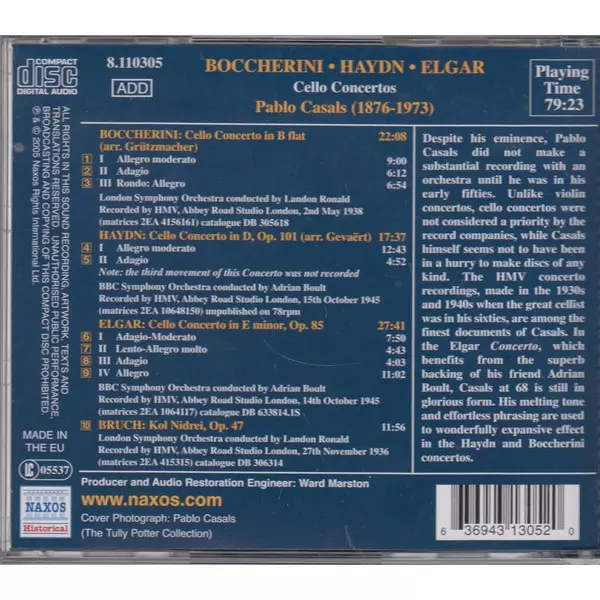 COMPACT
disc
DIGITAL AUDIO
8.110305
ADD
BOCCHERINI • HAYDN • ELGAR
Cello Concertos
Pablo Casals (1876-1973)
Playing
Time
79:23
ALL RIGHTS IN THIS SOUND RECORDING, ARTWORK, TEXTS AND
TRANSLATIONS RESERVED. UNAUTHORISED PUBLIC PERFORMANCE,
BROADCASTING AND COPYING OF THIS COMPACT DISC PROHIBITED.
℗ & © 2005 Naxos Rights International Ltd.
BOCCHERINI: Cello Concerto in B flat
(arr. Grützmacher) 22:08
1 I Allegro moderato 9:00
2 II Adagio 6:12
3 III Rondo: Allegro 6:54
London Symphony Orchestra conducted by Landon Ronald
Recorded by HMV, Abbey Road Studio London, 2nd May 1938
(matrices 2EA 4156161) catalogue DB 305618
HAYDN: Cello Concerto in D, Op. 101 (arr. Gevaërt) 17:37
4 I Allegro moderato 12:43
5 II Adagio 4:52
Note: the third movement of this Concerto was not recorded
BBC Symphony Orchestra conducted by Adrian Boult
Recorded by HMV, Abbey Road Studio London, 15th October 1945
(matrices 2EA 10648150) unpublished on 78rpm
ELGAR: Cello Concerto in E minor, Op. 85 27:41
6 I Adagio-Moderato 7:50
7 II Lento-Allegro molto 4:43
8 III Adagio 4:03
9 IV Allegro 11:02
BBC Symphony Orchestra conducted by Adrian Boult
Recorded by HMV, Abbey Road Studio London, 14th October 1945
(matrices 2EA 1064117) catalogue DB 633814.1S
10 BRUCH: Kol Nidrei, Op. 47 11:56
London Symphony Orchestra conducted by Landon Ronald
Recorded by HMV, Abbey Road Studio London, 27th November 1936
(matrices 2EA 415315) catalogue DB 306314
Despite his eminence, Pablo
Casals did not make a
substantial recording with an
orchestra until he was in his
early fifties. Unlike violin
concertos, cello concertos were
not considered a priority by the
record companies, while Casals
himself seems not to have been
in a hurry to make discs of any
kind. The HMV concerto
recordings, made in the 1930s
and 1940s when the great cellist
was in his sixties, are among the
finest documents of Casals. In
the Elgar Concerto, which
benefits from the superb
backing of his friend Adrian
Boult, Casals at 68 is still in
glorious form. His melting tone
and effortless phrasing are used
to wonderfully expansive effect
in the Haydn and Boccherini
concertos.
MADE IN
THE EU
LC 05537
NAXOS
Historical
Producer and Audio Restoration Engineer: Ward Marston
www.naxos.com
Cover Photograph: Pablo Casals
(The Tully Potter Collection)
6 36943 13052 0